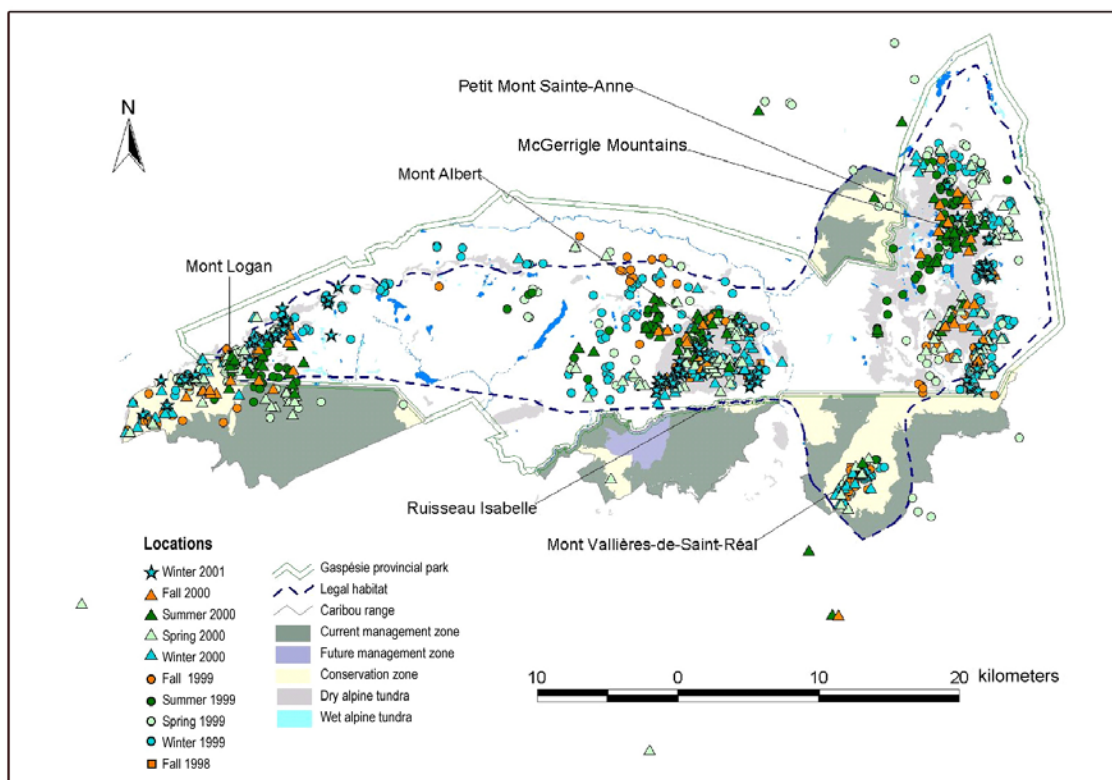 Petit Mont Sainte-Anne
N
McGerrigle Mountains
Mont Albert
Mont Logan
Ruisseau Isabelle
Mont Vallières-de-Saint-Réal
Locations
Winter 2001
Fall 2000
Summer 2000
Spring 2000
Winter 2000
Fall 1999
Summer 1999
Spring 1999
Winter 1999
Fall 1998
Gaspésie provincial park
Legal habitat
Caribou range
Current management zone
Future management zone
Conservation zone
Dry alpine tundra
Wet alpine tundra
10 0 10 20 kilometers